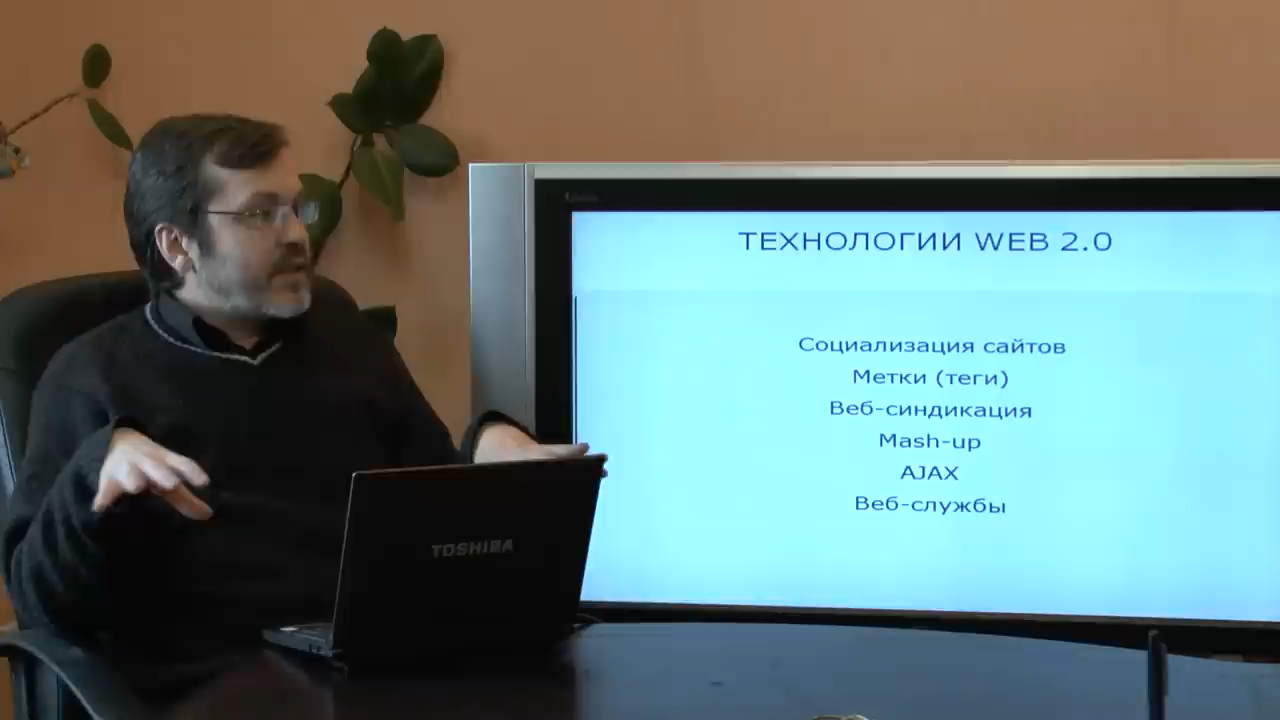 ТЕХНОЛОГИИ WEB 2.0
Социализация сайтов
Метки (теги)
Веб-синдикация
Mash-up
AJAX
Веб-службы
TOSHIBA